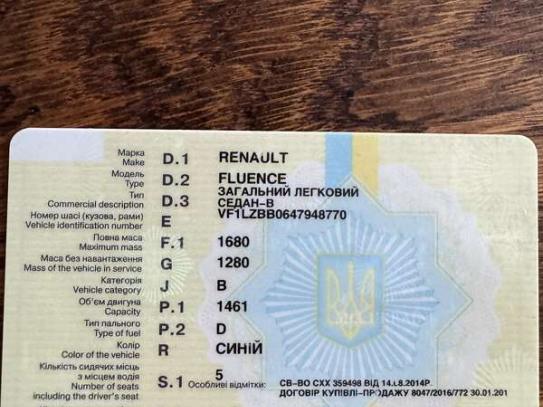 Марка D.1 RENAULT
Make
Модель D.2 FLUENCE
Type
Тип D.3 ЗАГАЛЬНИЙ ЛЕГКОВИЙ
Commercial description СЕДАН-В
Номер шасі (кузова, рами) E VF1LZBB0647948770
Vehicle identification number
Повна маса F.1 1680
Maximum mass
Маса без навантаження G 1280
Mass of the vehicle in service
Категорія J B
Vehicle category
Об'єм двигуна P.1 1461
Capacity
Тип пального P.2 D
Type of fuel
Колір R СИНІЙ
Color of the vehicle
Кількість сидячих місць S.1 5
з місцем водія Особливі відмітки: СВ-ВО СХХ 359498 ВІД 14.8.2014Р.
Number of seats ДОГОВІР КУПІВЛІ-ПРОДАЖУ 8047/2016/772 30.01.201
including the driver's seat